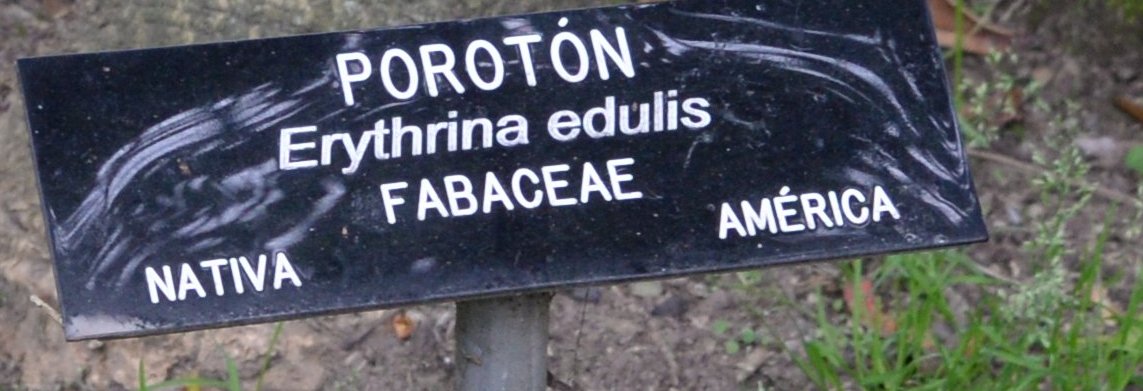 POROTÓN
Erythrina edulis
FABACEAE
NATIVA AMÉRICA